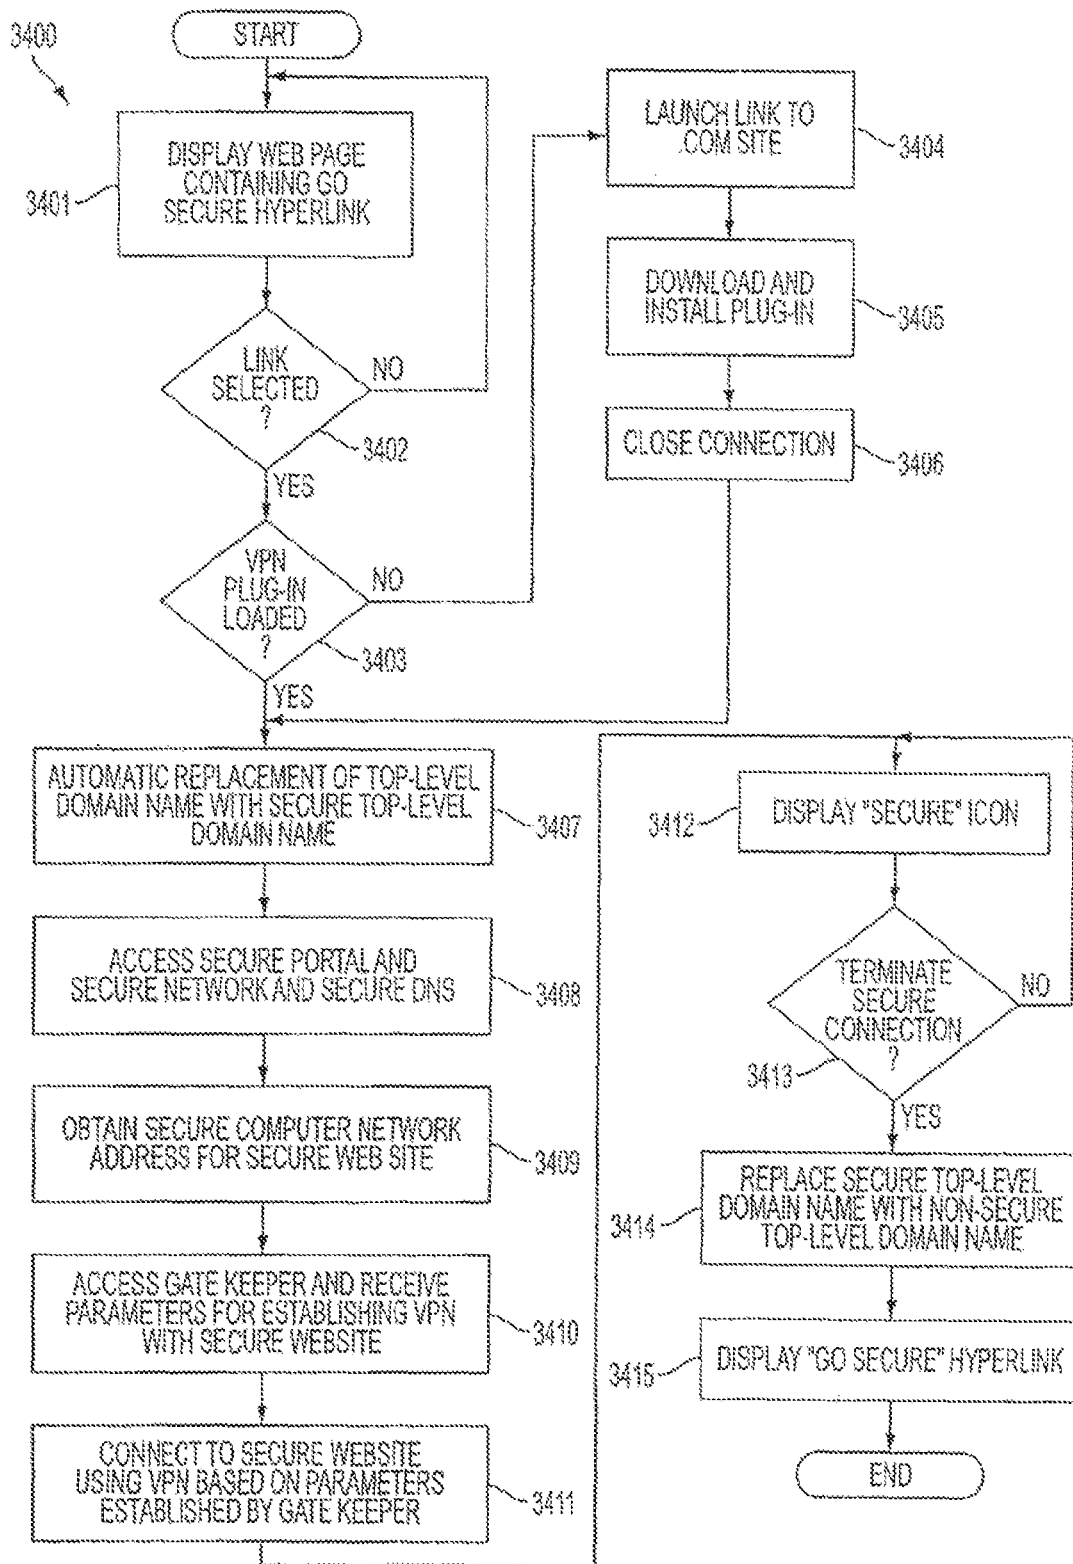 3400
START
DISPLAY WEB PAGE
CONTAINING GO
SECURE HYPERLINK
3401
LINK
SELECTED
?
NO
3402
YES
VPN
PLUG-IN
LOADED
?
NO
3403
YES
LAUNCH LINK TO
.COM SITE
3404
DOWNLOAD AND
INSTALL PLUG-IN
3405
CLOSE CONNECTION
3406
AUTOMATIC REPLACEMENT OF TOP-LEVEL
DOMAIN NAME WITH SECURE TOP-LEVEL
DOMAIN NAME
3407
ACCESS SECURE PORTAL AND
SECURE NETWORK AND SECURE DNS
3408
OBTAIN SECURE COMPUTER NETWORK
ADDRESS FOR SECURE WEB SITE
3409
ACCESS GATE KEEPER AND RECEIVE
PARAMETERS FOR ESTABLISHING VPN
WITH SECURE WEBSITE
3410
CONNECT TO SECURE WEBSITE
USING VPN BASED ON PARAMETERS
ESTABLISHED BY GATE KEEPER
3411
3412
DISPLAY "SECURE" ICON
TERMINATE
SECURE
CONNECTION
?
NO
3413
YES
REPLACE SECURE TOP-LEVEL
DOMAIN NAME WITH NON-SECURE
TOP-LEVEL DOMAIN NAME
3414
DISPLAY "GO SECURE" HYPERLINK
3415
END